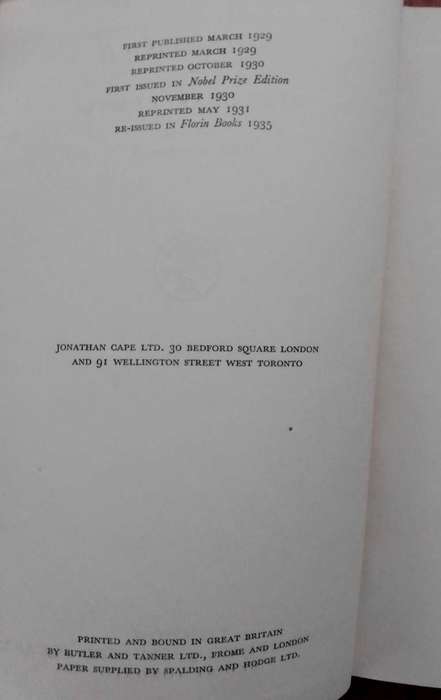 FIRST PUBLISHED MARCH 1929
REPRINTED MARCH 1929
REPRINTED OCTOBER 1930
FIRST ISSUED IN Nobel Prize Edition
NOVEMBER 1930
REPRINTED MAY 1931
RE-ISSUED IN Florin Books 1935
JONATHAN CAPE LTD. 30 BEDFORD SQUARE LONDON
AND 91 WELLINGTON STREET WEST TORONTO
PRINTED AND BOUND IN GREAT BRITAIN
BY BUTLER AND TANNER LTD., FROME AND LONDON
PAPER SUPPLIED BY SPALDING AND HODGE LTD.